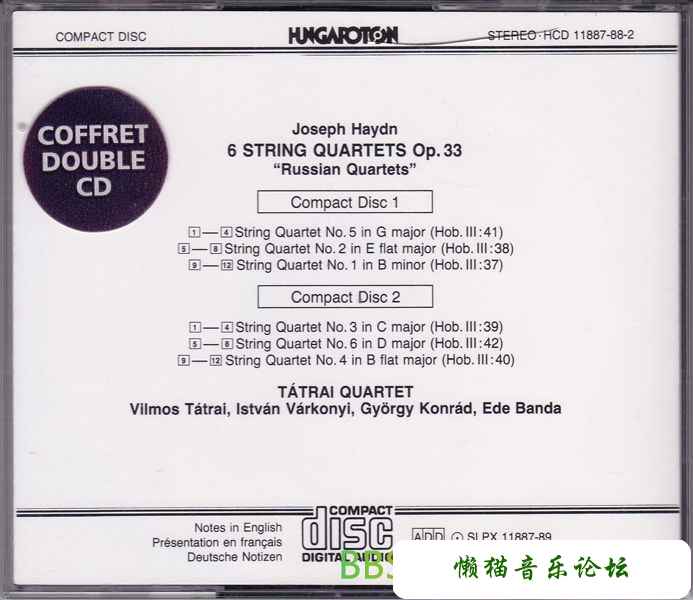 COMPACT DISC
HUNGAROTON
STEREO·HCD 11887-88-2
COFFRET
DOUBLE
CD
Joseph Haydn
6 STRING QUARTETS Op. 33
“Russian Quartets”
Compact Disc 1
1—4 String Quartet No. 5 in G major (Hob. III:41)
5—8 String Quartet No. 2 in E flat major (Hob. III:38)
9—12 String Quartet No. 1 in B minor (Hob. III:37)
Compact Disc 2
1—4 String Quartet No. 3 in C major (Hob. III:39)
5—8 String Quartet No. 6 in D major (Hob. III:42)
9—12 String Quartet No. 4 in B flat major (Hob. III:40)
TÁTRAI QUARTET
Vilmos Tátrai, István Várkonyi, György Konrád, Ede Banda
Notes in English
Présentation en français
Deutsche Notizen
COMPACT
disc
DIGITAL AUDIO
ADD Ⓟ SLPX 11887-89
BBS
懒猫音乐论坛